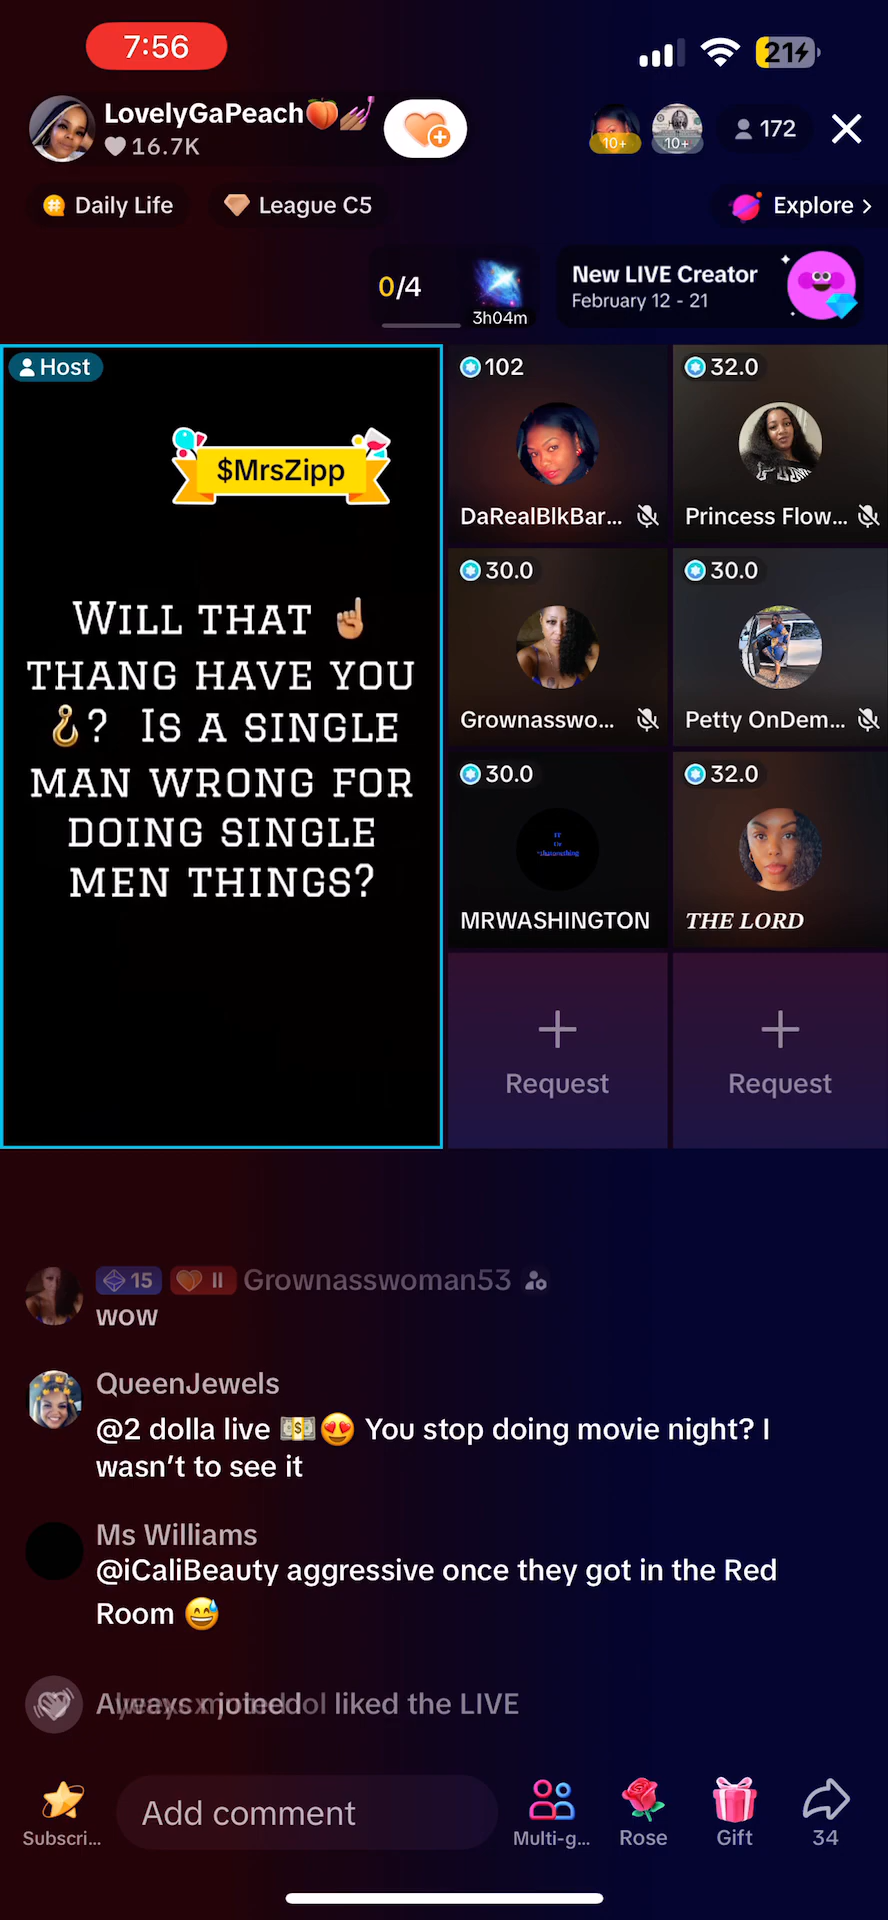 7:56
21
LovelyGaPeach🍑💅🏽
16.7K
10+
10+
172
Daily Life
League C5
Explore >
0/4
3h04m
New LIVE Creator
February 12 - 21
Host
$MrsZipp
WILL THAT ☝🏽
THANG HAVE YOU
🪝? IS A SINGLE
MAN WRONG FOR
DOING SINGLE
MEN THINGS?
102
DaRealBlkBar...
32.0
Princess Flow...
30.0
Grownasswo...
30.0
Petty OnDem...
30.0
MRWASHINGTON
32.0
THE LORD
Request
Request
15
II
Grownasswoman53
wow
QueenJewels
@2 dolla live 💵😍 You stop doing movie night? I
wasn't to see it
Ms Williams
@iCaliBeauty aggressive once they got in the Red
Room 😅
liked the LIVE
Subscri...
Add comment
Multi-g...
Rose
Gift
34